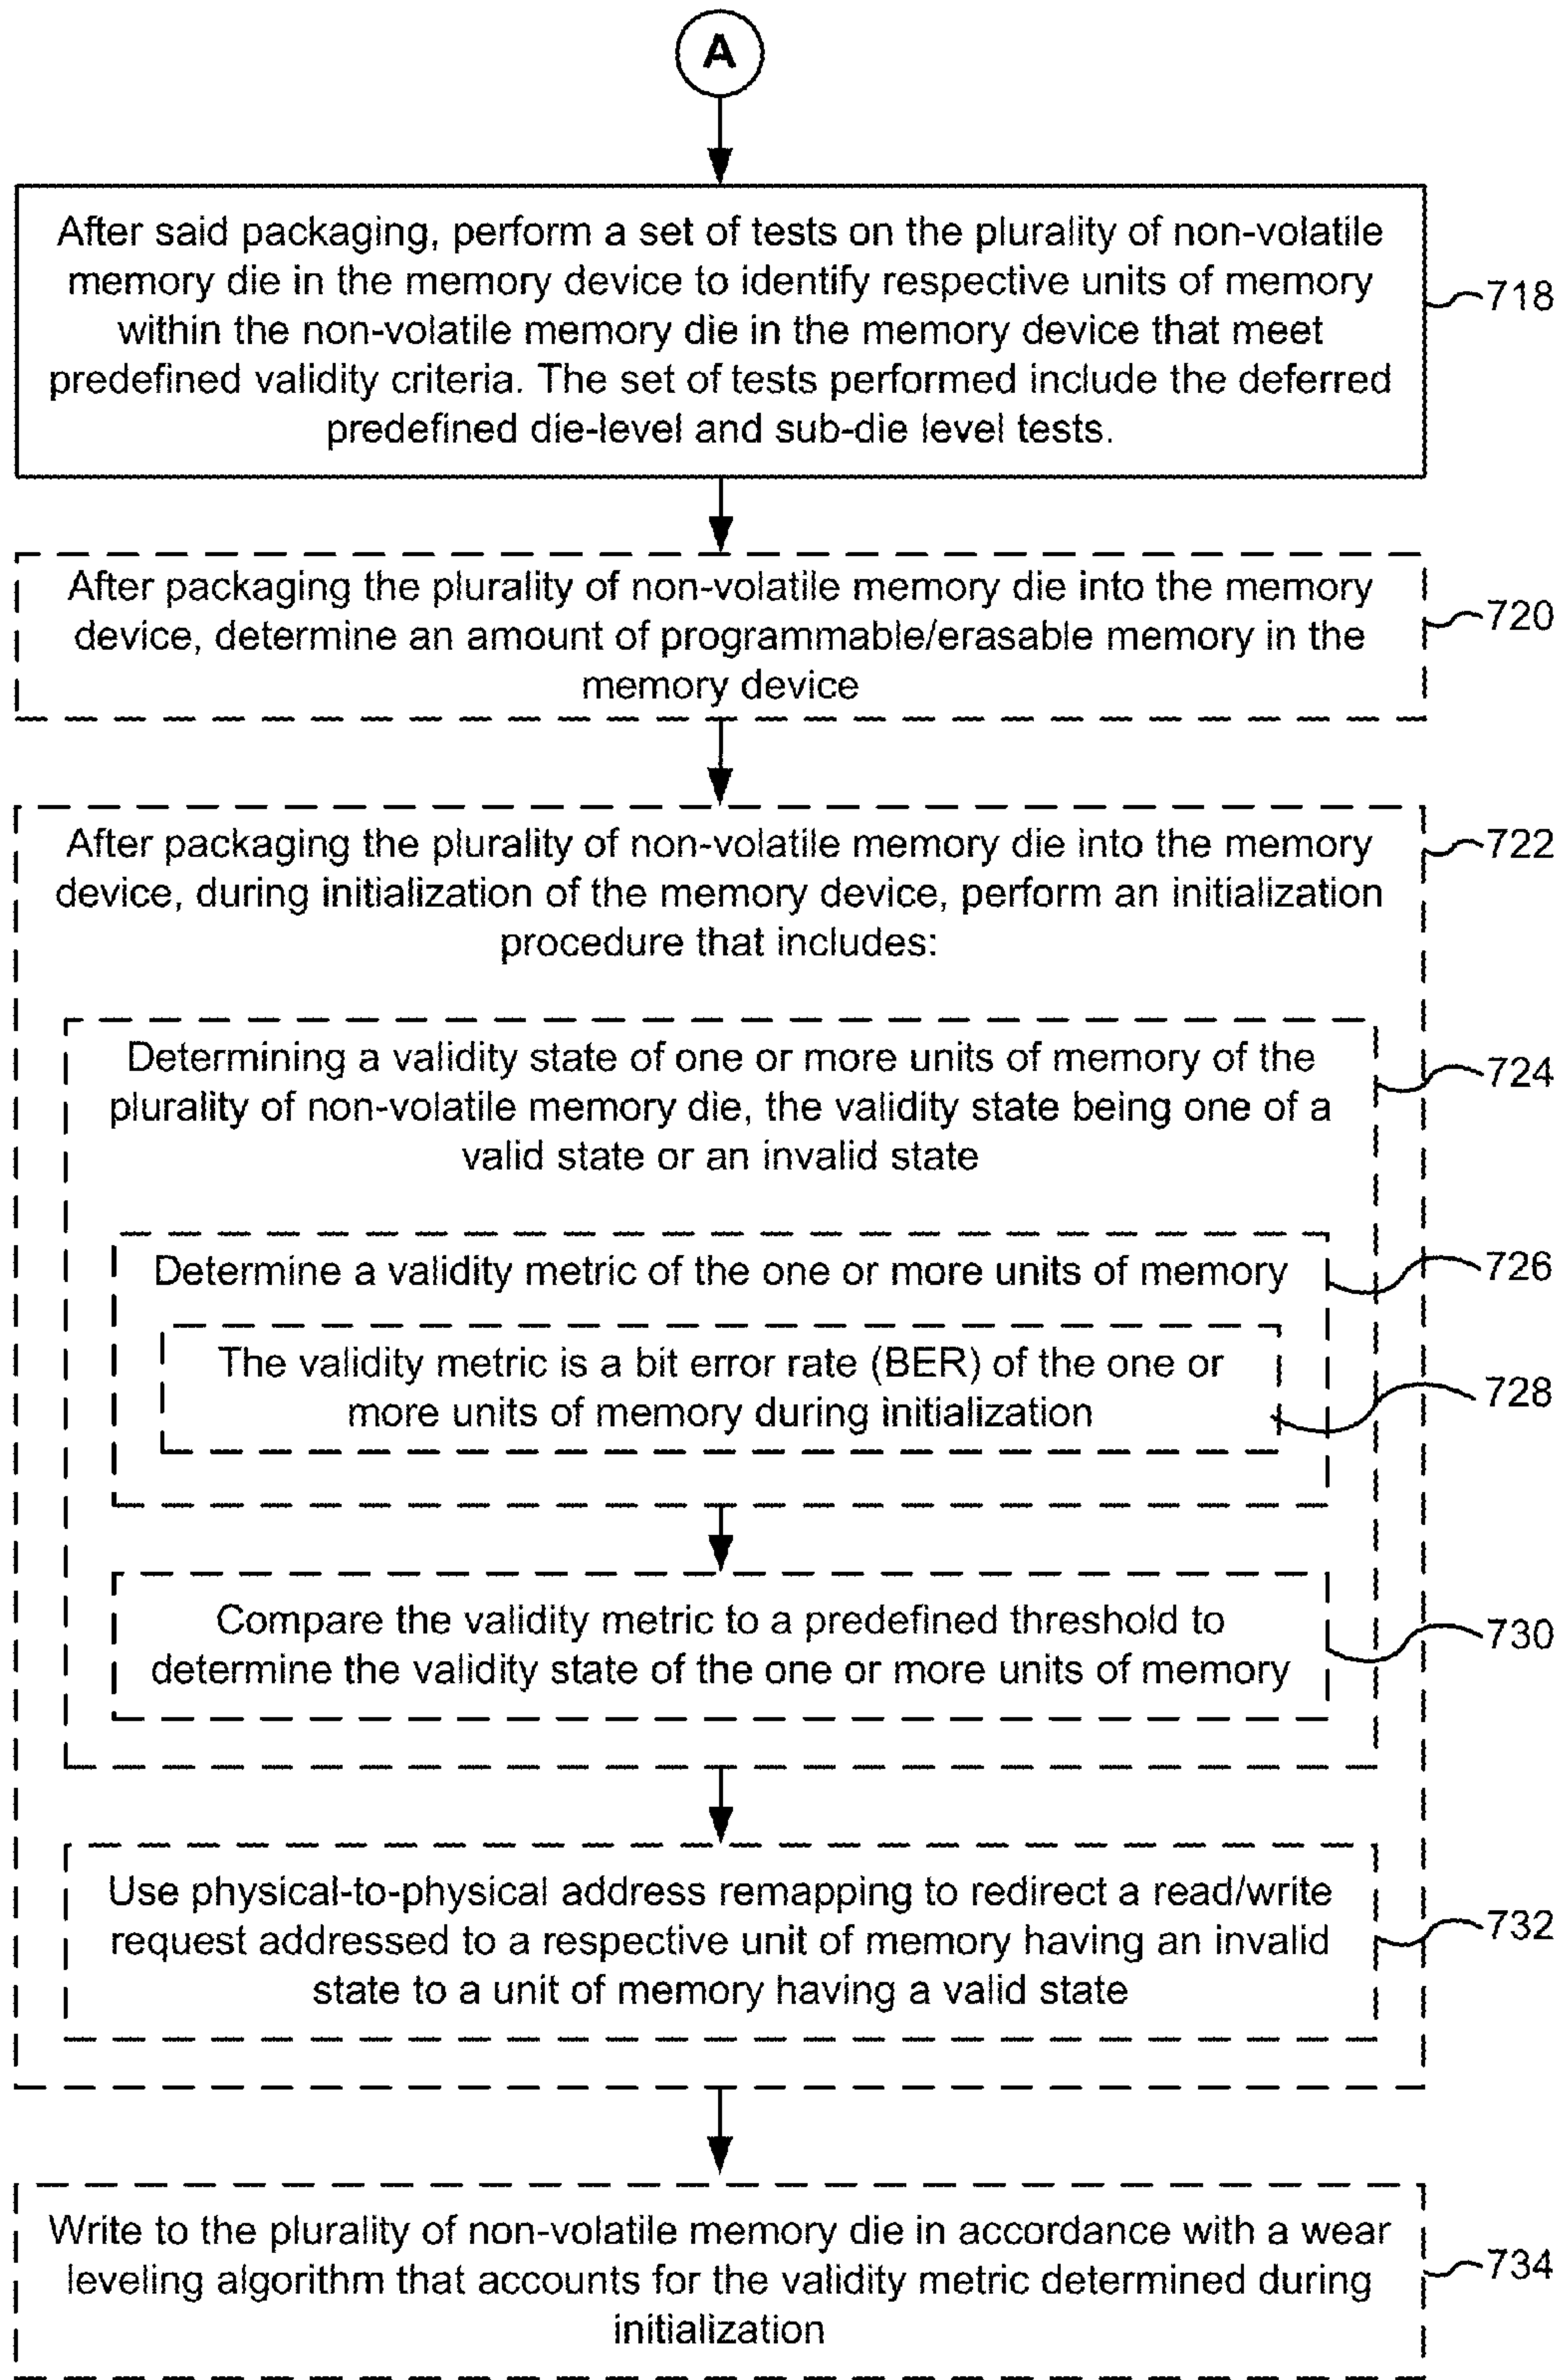 A
After said packaging, perform a set of tests on the plurality of non-volatile
memory die in the memory device to identify respective units of memory
within the non-volatile memory die in the memory device that meet
predefined validity criteria. The set of tests performed include the deferred
predefined die-level and sub-die level tests.
718
After packaging the plurality of non-volatile memory die into the memory
device, determine an amount of programmable/erasable memory in the
memory device
720
After packaging the plurality of non-volatile memory die into the memory
device, during initialization of the memory device, perform an initialization
procedure that includes:
722
Determining a validity state of one or more units of memory of the
plurality of non-volatile memory die, the validity state being one of a
valid state or an invalid state
724
Determine a validity metric of the one or more units of memory
726
The validity metric is a bit error rate (BER) of the one or
more units of memory during initialization
728
Compare the validity metric to a predefined threshold to
determine the validity state of the one or more units of memory
730
Use physical-to-physical address remapping to redirect a read/write
request addressed to a respective unit of memory having an invalid
state to a unit of memory having a valid state
732
Write to the plurality of non-volatile memory die in accordance with a wear
leveling algorithm that accounts for the validity metric determined during
initialization
734